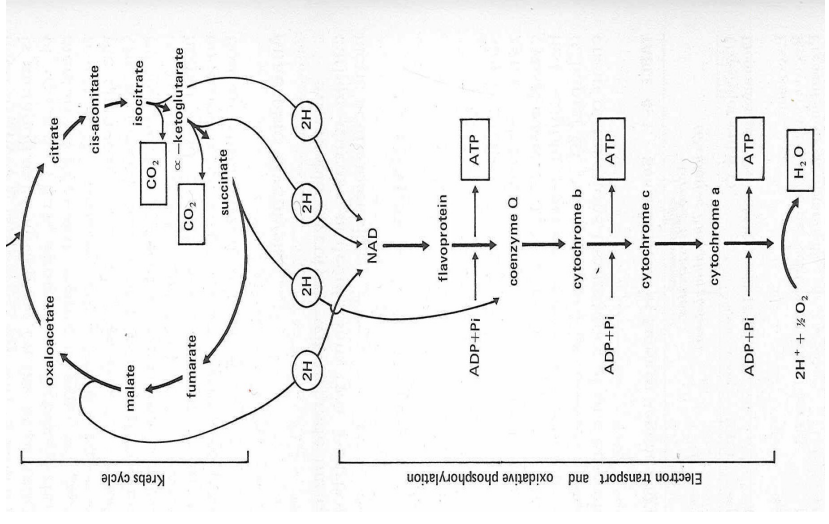 citrate
cis-aconitate
isocitrate
CO₂
∝ —ketoglutarate
CO₂
succinate
oxaloacetate
malate
fumarate
2H
2H
2H
2H
Krebs cycle
NAD
flavoprotein
ADP+Pi
ATP
coenzyme Q
cytochrome b
ADP+Pi
ATP
cytochrome c
cytochrome a
ADP+Pi
ATP
2H⁺ + ½ O₂
H₂O
Electron transport and oxidative phosphorylation